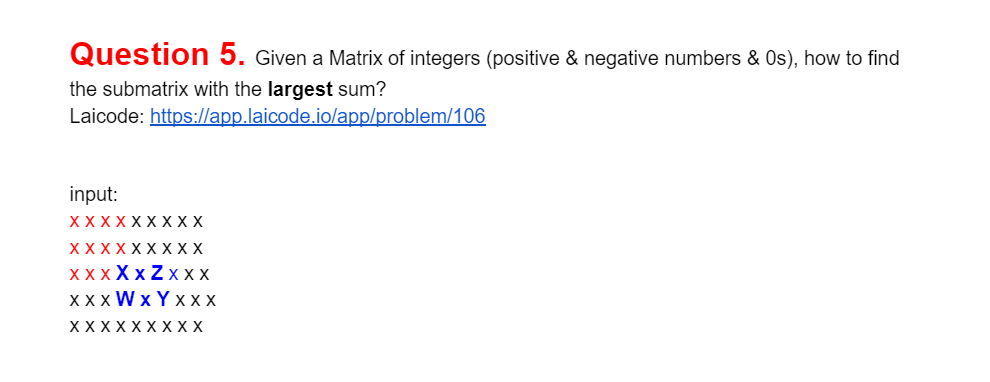 Question 5. Given a Matrix of integers (positive & negative numbers & 0s), how to find
the submatrix with the largest sum?
Laicode: https://app.laicode.io/app/problem/106
input:
x x x x x x x x x
x x x x x x x x x
x x x X x Z x x x
x x x W x Y x x x
x x x x x x x x x